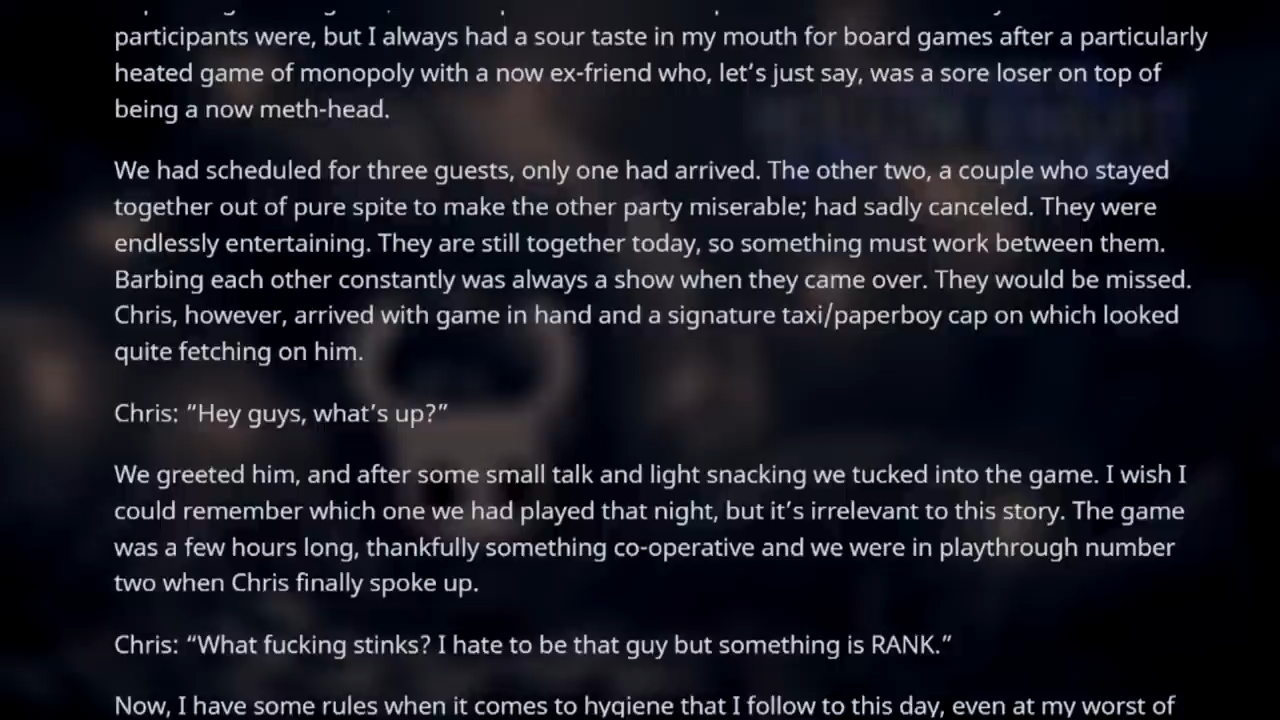 participants were, but I always had a sour taste in my mouth for board games after a particularly
heated game of monopoly with a now ex-friend who, let’s just say, was a sore loser on top of
being a now meth-head.
We had scheduled for three guests, only one had arrived. The other two, a couple who stayed
together out of pure spite to make the other party miserable; had sadly canceled. They were
endlessly entertaining. They are still together today, so something must work between them.
Barbing each other constantly was always a show when they came over. They would be missed.
Chris, however, arrived with game in hand and a signature taxi/paperboy cap on which looked
quite fetching on him.
Chris: “Hey guys, what’s up?”
We greeted him, and after some small talk and light snacking we tucked into the game. I wish I
could remember which one we had played that night, but it’s irrelevant to this story. The game
was a few hours long, thankfully something co-operative and we were in playthrough number
two when Chris finally spoke up.
Chris: “What fucking stinks? I hate to be that guy but something is RANK.”
Now, I have some rules when it comes to hygiene that I follow to this day, even at my worst of